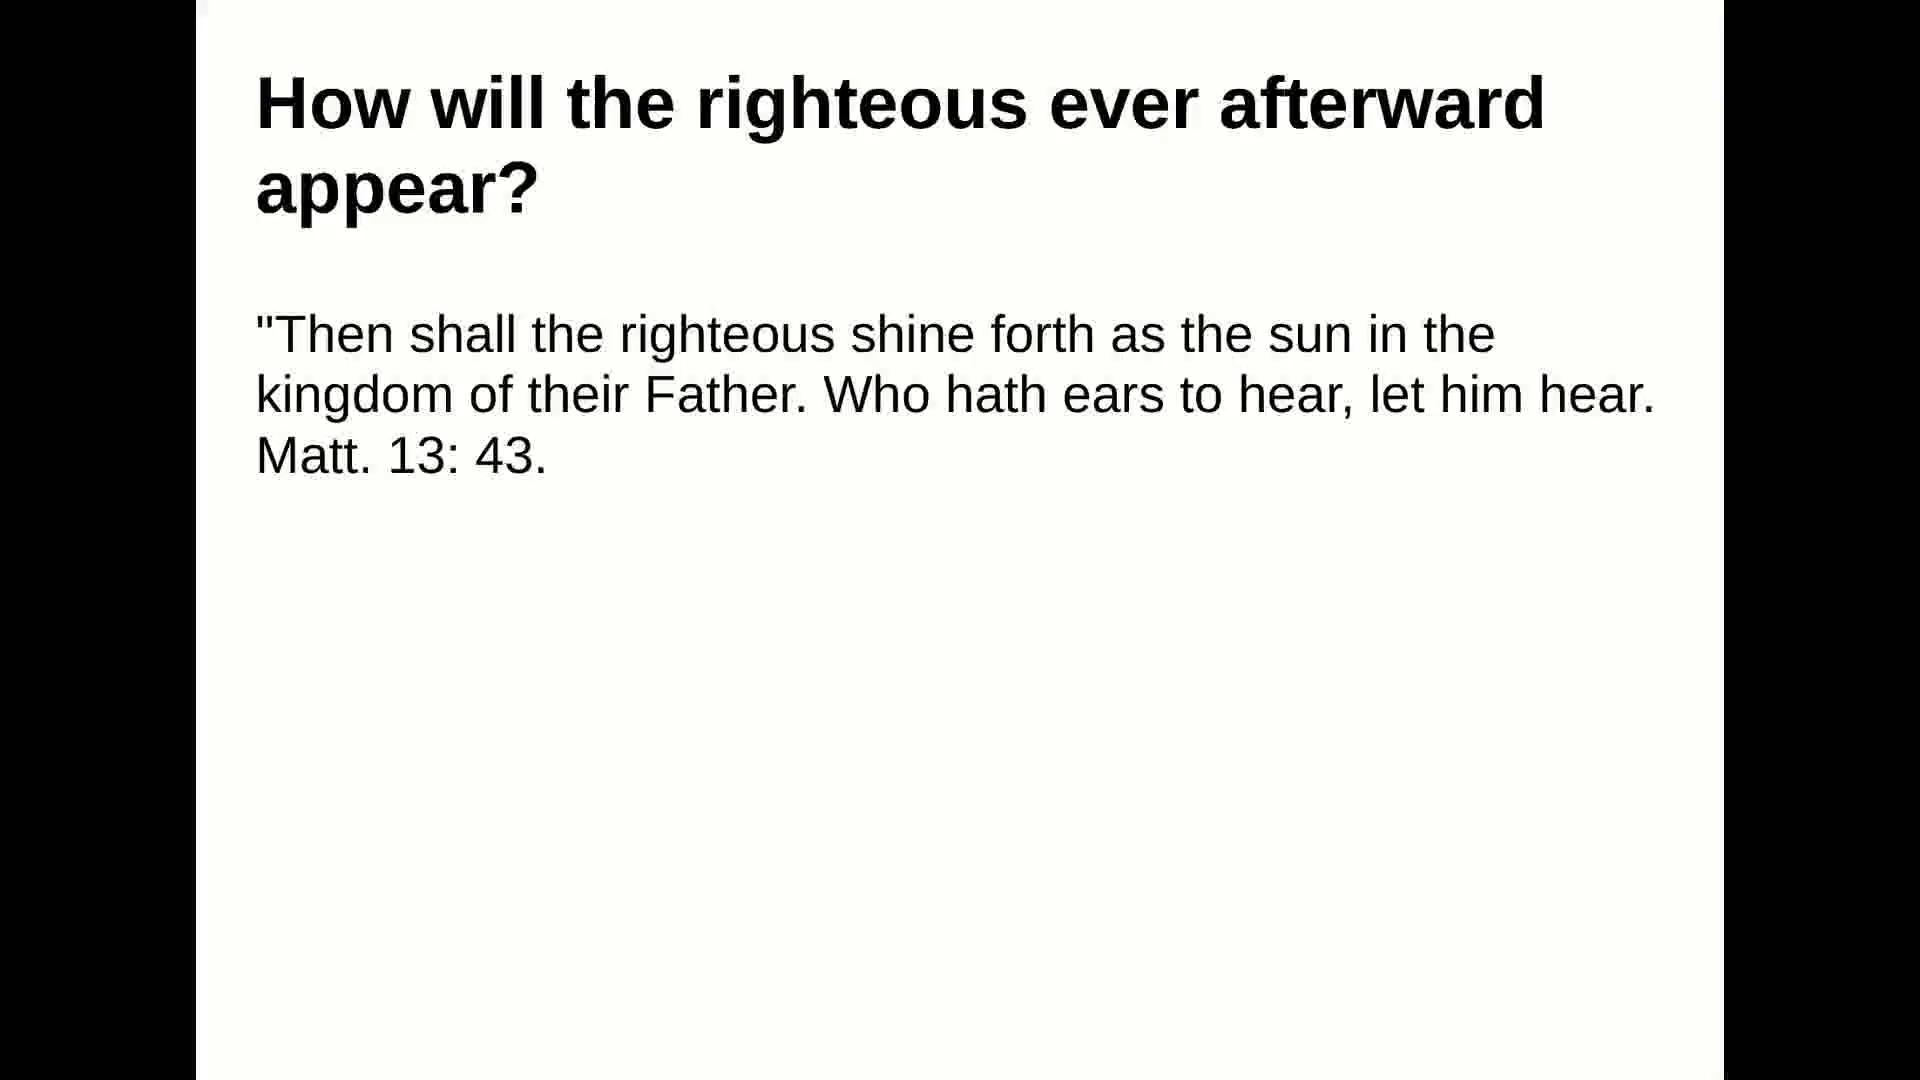 How will the righteous ever afterward
appear?
"Then shall the righteous shine forth as the sun in the
kingdom of their Father. Who hath ears to hear, let him hear.
Matt. 13: 43.